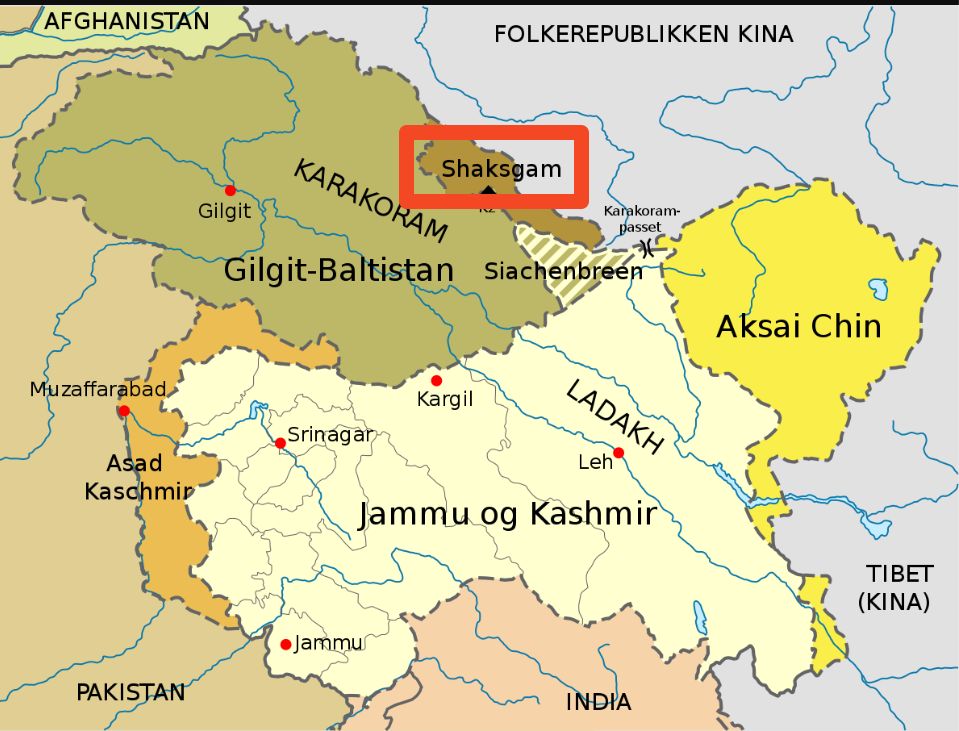 AFGHANISTAN
FOLKEREPUBLIKKEN KINA
Shaksgam
K2
KARAKORAM
Gilgit
Karakoram-
passet
Gilgit-Baltistan
Siachenbreen
Aksai Chin
Muzaffarabad
Kargil
LADAKH
Srinagar
Leh
Asad
Kaschmir
Jammu og Kashmir
TIBET
(KINA)
Jammu
PAKISTAN
INDIA